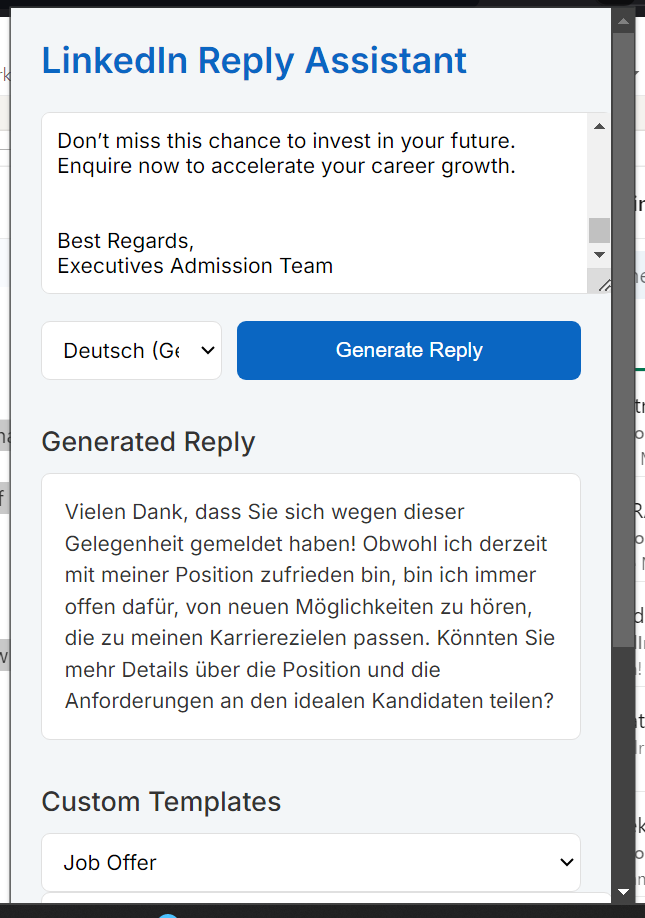 LinkedIn Reply Assistant
Don’t miss this chance to invest in your future.
Enquire now to accelerate your career growth.
Best Regards,
Executives Admission Team
Deutsch (Ge
Generate Reply
Generated Reply
Vielen Dank, dass Sie sich wegen dieser
Gelegenheit gemeldet haben! Obwohl ich derzeit
mit meiner Position zufrieden bin, bin ich immer
offen dafür, von neuen Möglichkeiten zu hören,
die zu meinen Karrierezielen passen. Könnten Sie
mehr Details über die Position und die
Anforderungen an den idealen Kandidaten teilen?
Custom Templates
Job Offer